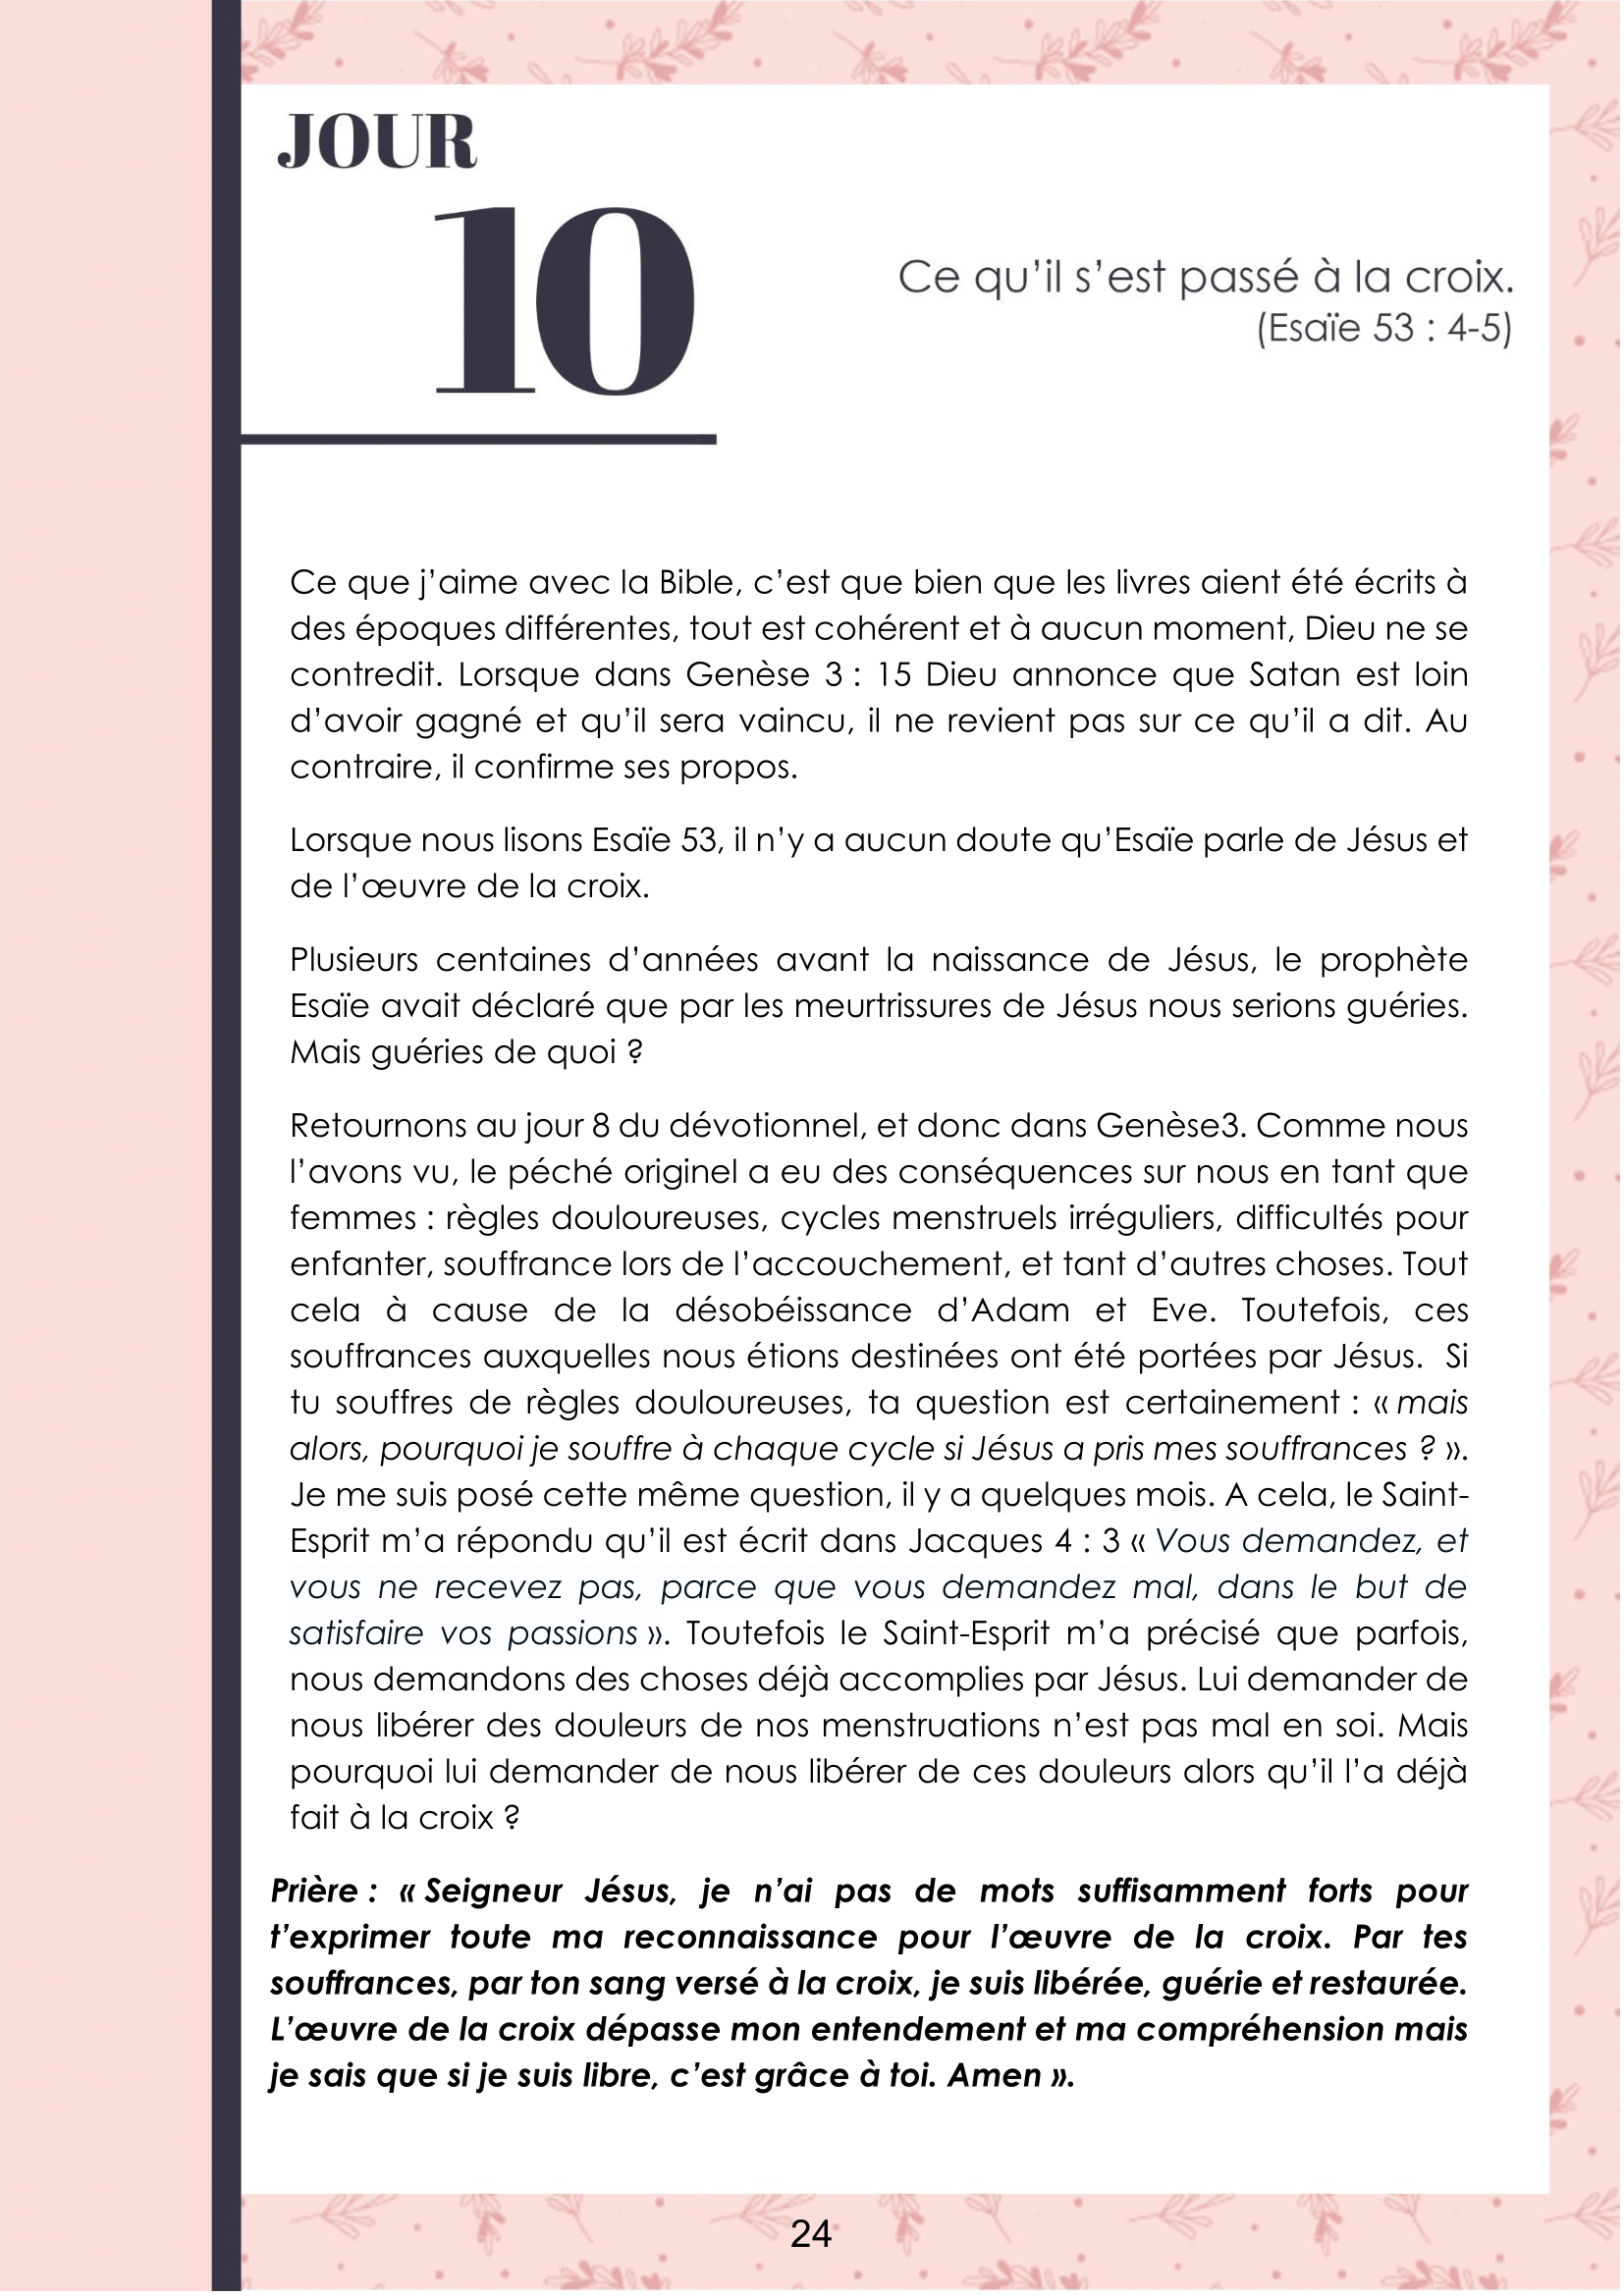 JOUR
10
Ce qu’il s’est passé à la croix.
(Esaïe 53 : 4-5)
Ce que j’aime avec la Bible, c’est que bien que les livres aient été écrits à
des époques différentes, tout est cohérent et à aucun moment, Dieu ne se
contredit. Lorsque dans Genèse 3 : 15 Dieu annonce que Satan est loin
d’avoir gagné et qu’il sera vaincu, il ne revient pas sur ce qu’il a dit. Au
contraire, il confirme ses propos.
Lorsque nous lisons Esaïe 53, il n’y a aucun doute qu’Esaïe parle de Jésus et
de l’œuvre de la croix.
Plusieurs centaines d’années avant la naissance de Jésus, le prophète
Esaïe avait déclaré que par les meurtrissures de Jésus nous serions guéries.
Mais guéries de quoi ?
Retournons au jour 8 du dévotionnel, et donc dans Genèse3. Comme nous
l’avons vu, le péché originel a eu des conséquences sur nous en tant que
femmes : règles douloureuses, cycles menstruels irréguliers, difficultés pour
enfanter, souffrance lors de l’accouchement, et tant d’autres choses. Tout
cela à cause de la désobéissance d’Adam et Eve. Toutefois, ces
souffrances auxquelles nous étions destinées ont été portées par Jésus. Si
tu souffres de règles douloureuses, ta question est certainement : « mais
alors, pourquoi je souffre à chaque cycle si Jésus a pris mes souffrances ? ».
Je me suis posé cette même question, il y a quelques mois. A cela, le Saint-
Esprit m’a répondu qu’il est écrit dans Jacques 4 : 3 « Vous demandez, et
vous ne recevez pas, parce que vous demandez mal, dans le but de
satisfaire vos passions ». Toutefois le Saint-Esprit m’a précisé que parfois,
nous demandons des choses déjà accomplies par Jésus. Lui demander de
nous libérer des douleurs de nos menstruations n’est pas mal en soi. Mais
pourquoi lui demander de nous libérer de ces douleurs alors qu’il l’a déjà
fait à la croix ?
Prière : « Seigneur Jésus, je n’ai pas de mots suffisamment forts pour
t’exprimer toute ma reconnaissance pour l’œuvre de la croix. Par tes
souffrances, par ton sang versé à la croix, je suis libérée, guérie et restaurée.
L’œuvre de la croix dépasse mon entendement et ma compréhension mais
je sais que si je suis libre, c’est grâce à toi. Amen ».
24